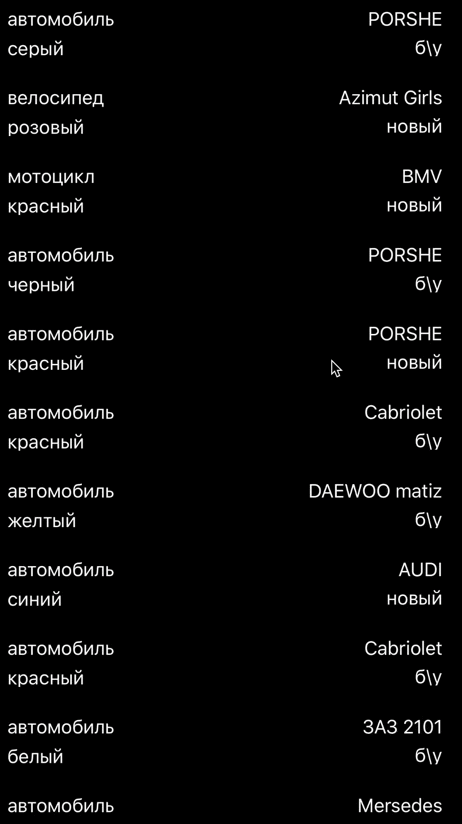 автомобиль PORSHE
серый б\у
велосипед Azimut Girls
розовый новый
мотоцикл BMV
красный новый
автомобиль PORSHE
черный б\у
автомобиль PORSHE
красный новый
автомобиль Cabriolet
красный б\у
автомобиль DAEWOO matiz
желтый б\у
автомобиль AUDI
синий новый
автомобиль Cabriolet
красный б\у
автомобиль ЗАЗ 2101
белый б\у
автомобиль Mersedes